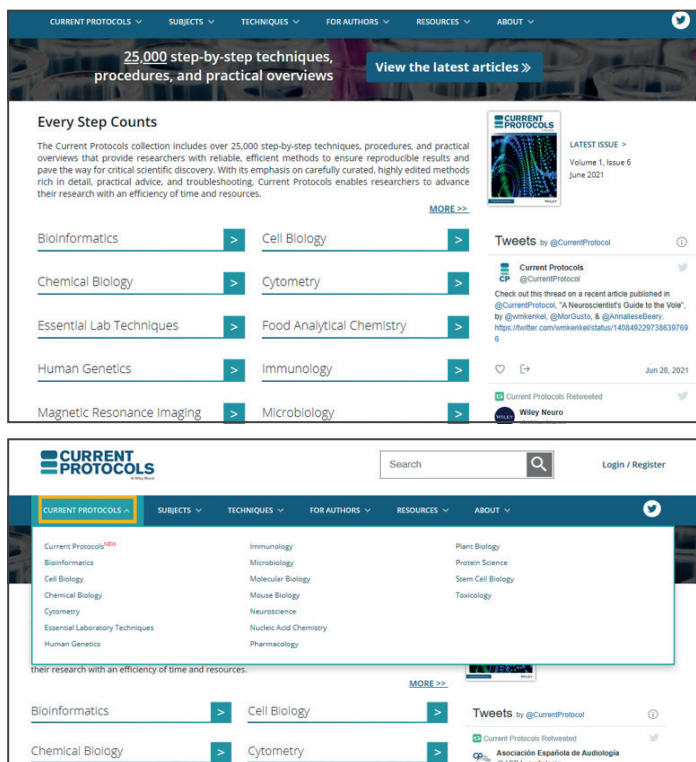 CURRENT PROTOCOLS SUBJECTS TECHNIQUES FOR AUTHORS RESOURCES ABOUT
25,000 step-by-step techniques,
procedures, and practical overviews
View the latest articles »
Every Step Counts
The Current Protocols collection includes over 25,000 step-by-step techniques, procedures, and practical
overviews that provide researchers with reliable, efficient methods to ensure reproducible results and
pave the way for critical scientific discovery. With its emphasis on carefully curated, highly edited methods
rich in detail, practical advice, and troubleshooting, Current Protocols enables researchers to advance
their research with an efficiency of time and resources.
MORE >>
CURRENT
PROTOCOLS
WILEY
LATEST ISSUE >
Volume 1, Issue 6
June 2021
Bioinformatics > Cell Biology >
Chemical Biology > Cytometry >
Essential Lab Techniques > Food Analytical Chemistry >
Human Genetics > Immunology >
Magnetic Resonance Imaging > Microbiology >
Tweets by @CurrentProtocol
CP
Current Protocols
@CurrentProtocol
Check out this thread on a recent article published in
@CurrentProtocol, "A Neuroscientist's Guide to the Vole",
by @wmkenkel, @MorGusto, & @AnnalieseBeery.
https://twitter.com/wmkenkel/status/140849229738639769
6
Jun 28, 2021
Current Protocols Retweeted
WILEY
Wiley Neuro
CURRENT
PROTOCOLS
A Wiley Brand
Search
Login / Register
CURRENT PROTOCOLS SUBJECTS TECHNIQUES FOR AUTHORS RESOURCES ABOUT
Current Protocols NEW Immunology Plant Biology
Bioinformatics Microbiology Protein Science
Cell Biology Molecular Biology Stem Cell Biology
Chemical Biology Mouse Biology Toxicology
Cytometry Neuroscience
Essential Laboratory Techniques Nucleic Acid Chemistry
Human Genetics Pharmacology
their research with an efficiency of time and resources.
MORE >>
WILEY
Bioinformatics > Cell Biology >
Chemical Biology > Cytometry >
Tweets by @CurrentProtocol
Current Protocols Retweeted
Asociación Española de Audiología